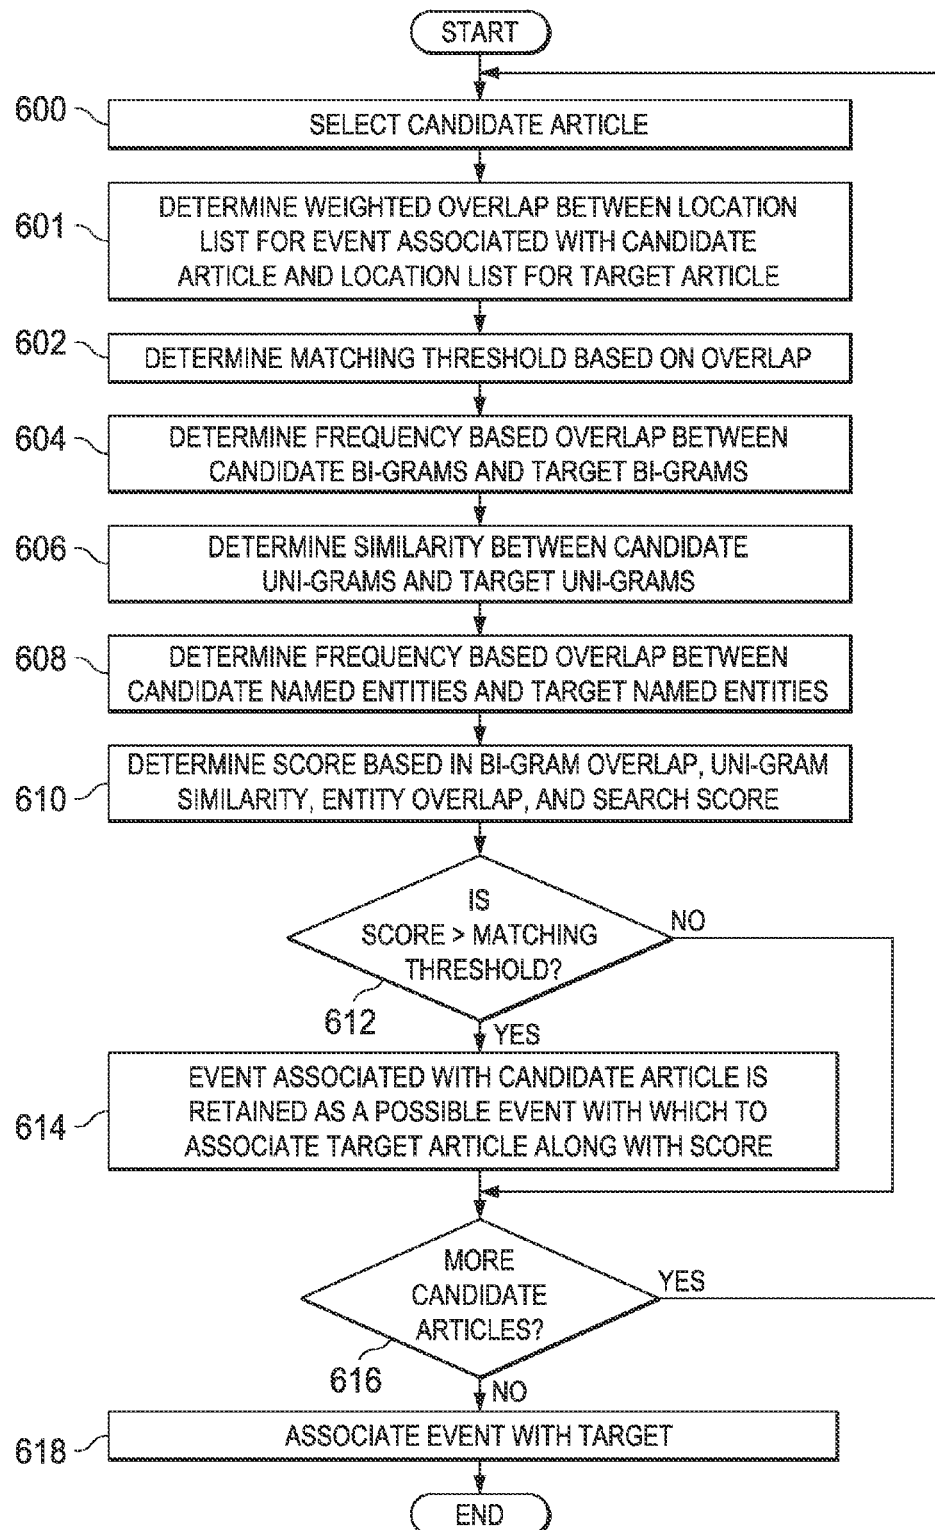 START
600
SELECT CANDIDATE ARTICLE
601
DETERMINE WEIGHTED OVERLAP BETWEEN LOCATION
LIST FOR EVENT ASSOCIATED WITH CANDIDATE
ARTICLE AND LOCATION LIST FOR TARGET ARTICLE
602
DETERMINE MATCHING THRESHOLD BASED ON OVERLAP
604
DETERMINE FREQUENCY BASED OVERLAP BETWEEN
CANDIDATE BI-GRAMS AND TARGET BI-GRAMS
606
DETERMINE SIMILARITY BETWEEN CANDIDATE
UNI-GRAMS AND TARGET UNI-GRAMS
608
DETERMINE FREQUENCY BASED OVERLAP BETWEEN
CANDIDATE NAMED ENTITIES AND TARGET NAMED ENTITIES
610
DETERMINE SCORE BASED IN BI-GRAM OVERLAP, UNI-GRAM
SIMILARITY, ENTITY OVERLAP, AND SEARCH SCORE
IS
SCORE > MATCHING
THRESHOLD?
NO
612
YES
614
EVENT ASSOCIATED WITH CANDIDATE ARTICLE IS
RETAINED AS A POSSIBLE EVENT WITH WHICH TO
ASSOCIATE TARGET ARTICLE ALONG WITH SCORE
MORE
CANDIDATE
ARTICLES?
YES
616
NO
618
ASSOCIATE EVENT WITH TARGET
END